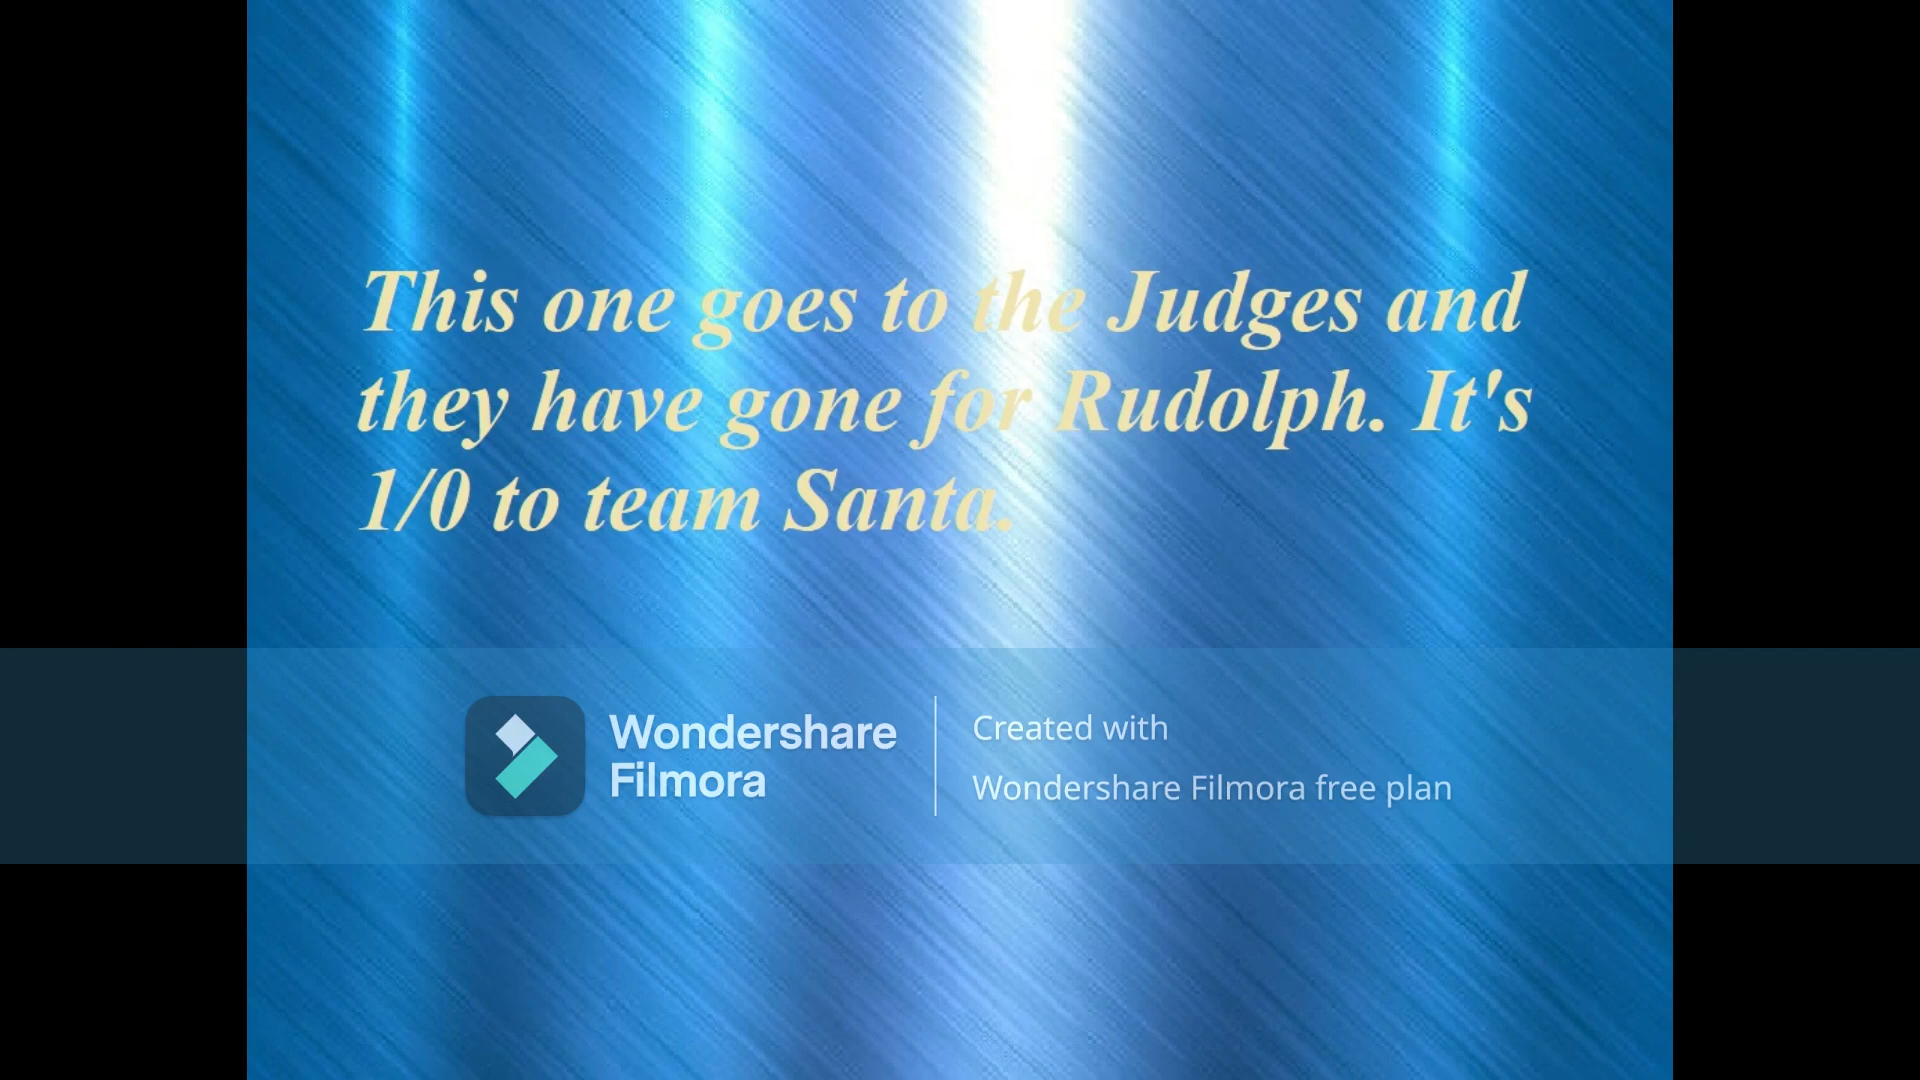 This one goes to the Judges and
they have gone for Rudolph. It's
1/0 to team Santa.
Wondershare
Filmora
Created with
Wondershare Filmora free plan